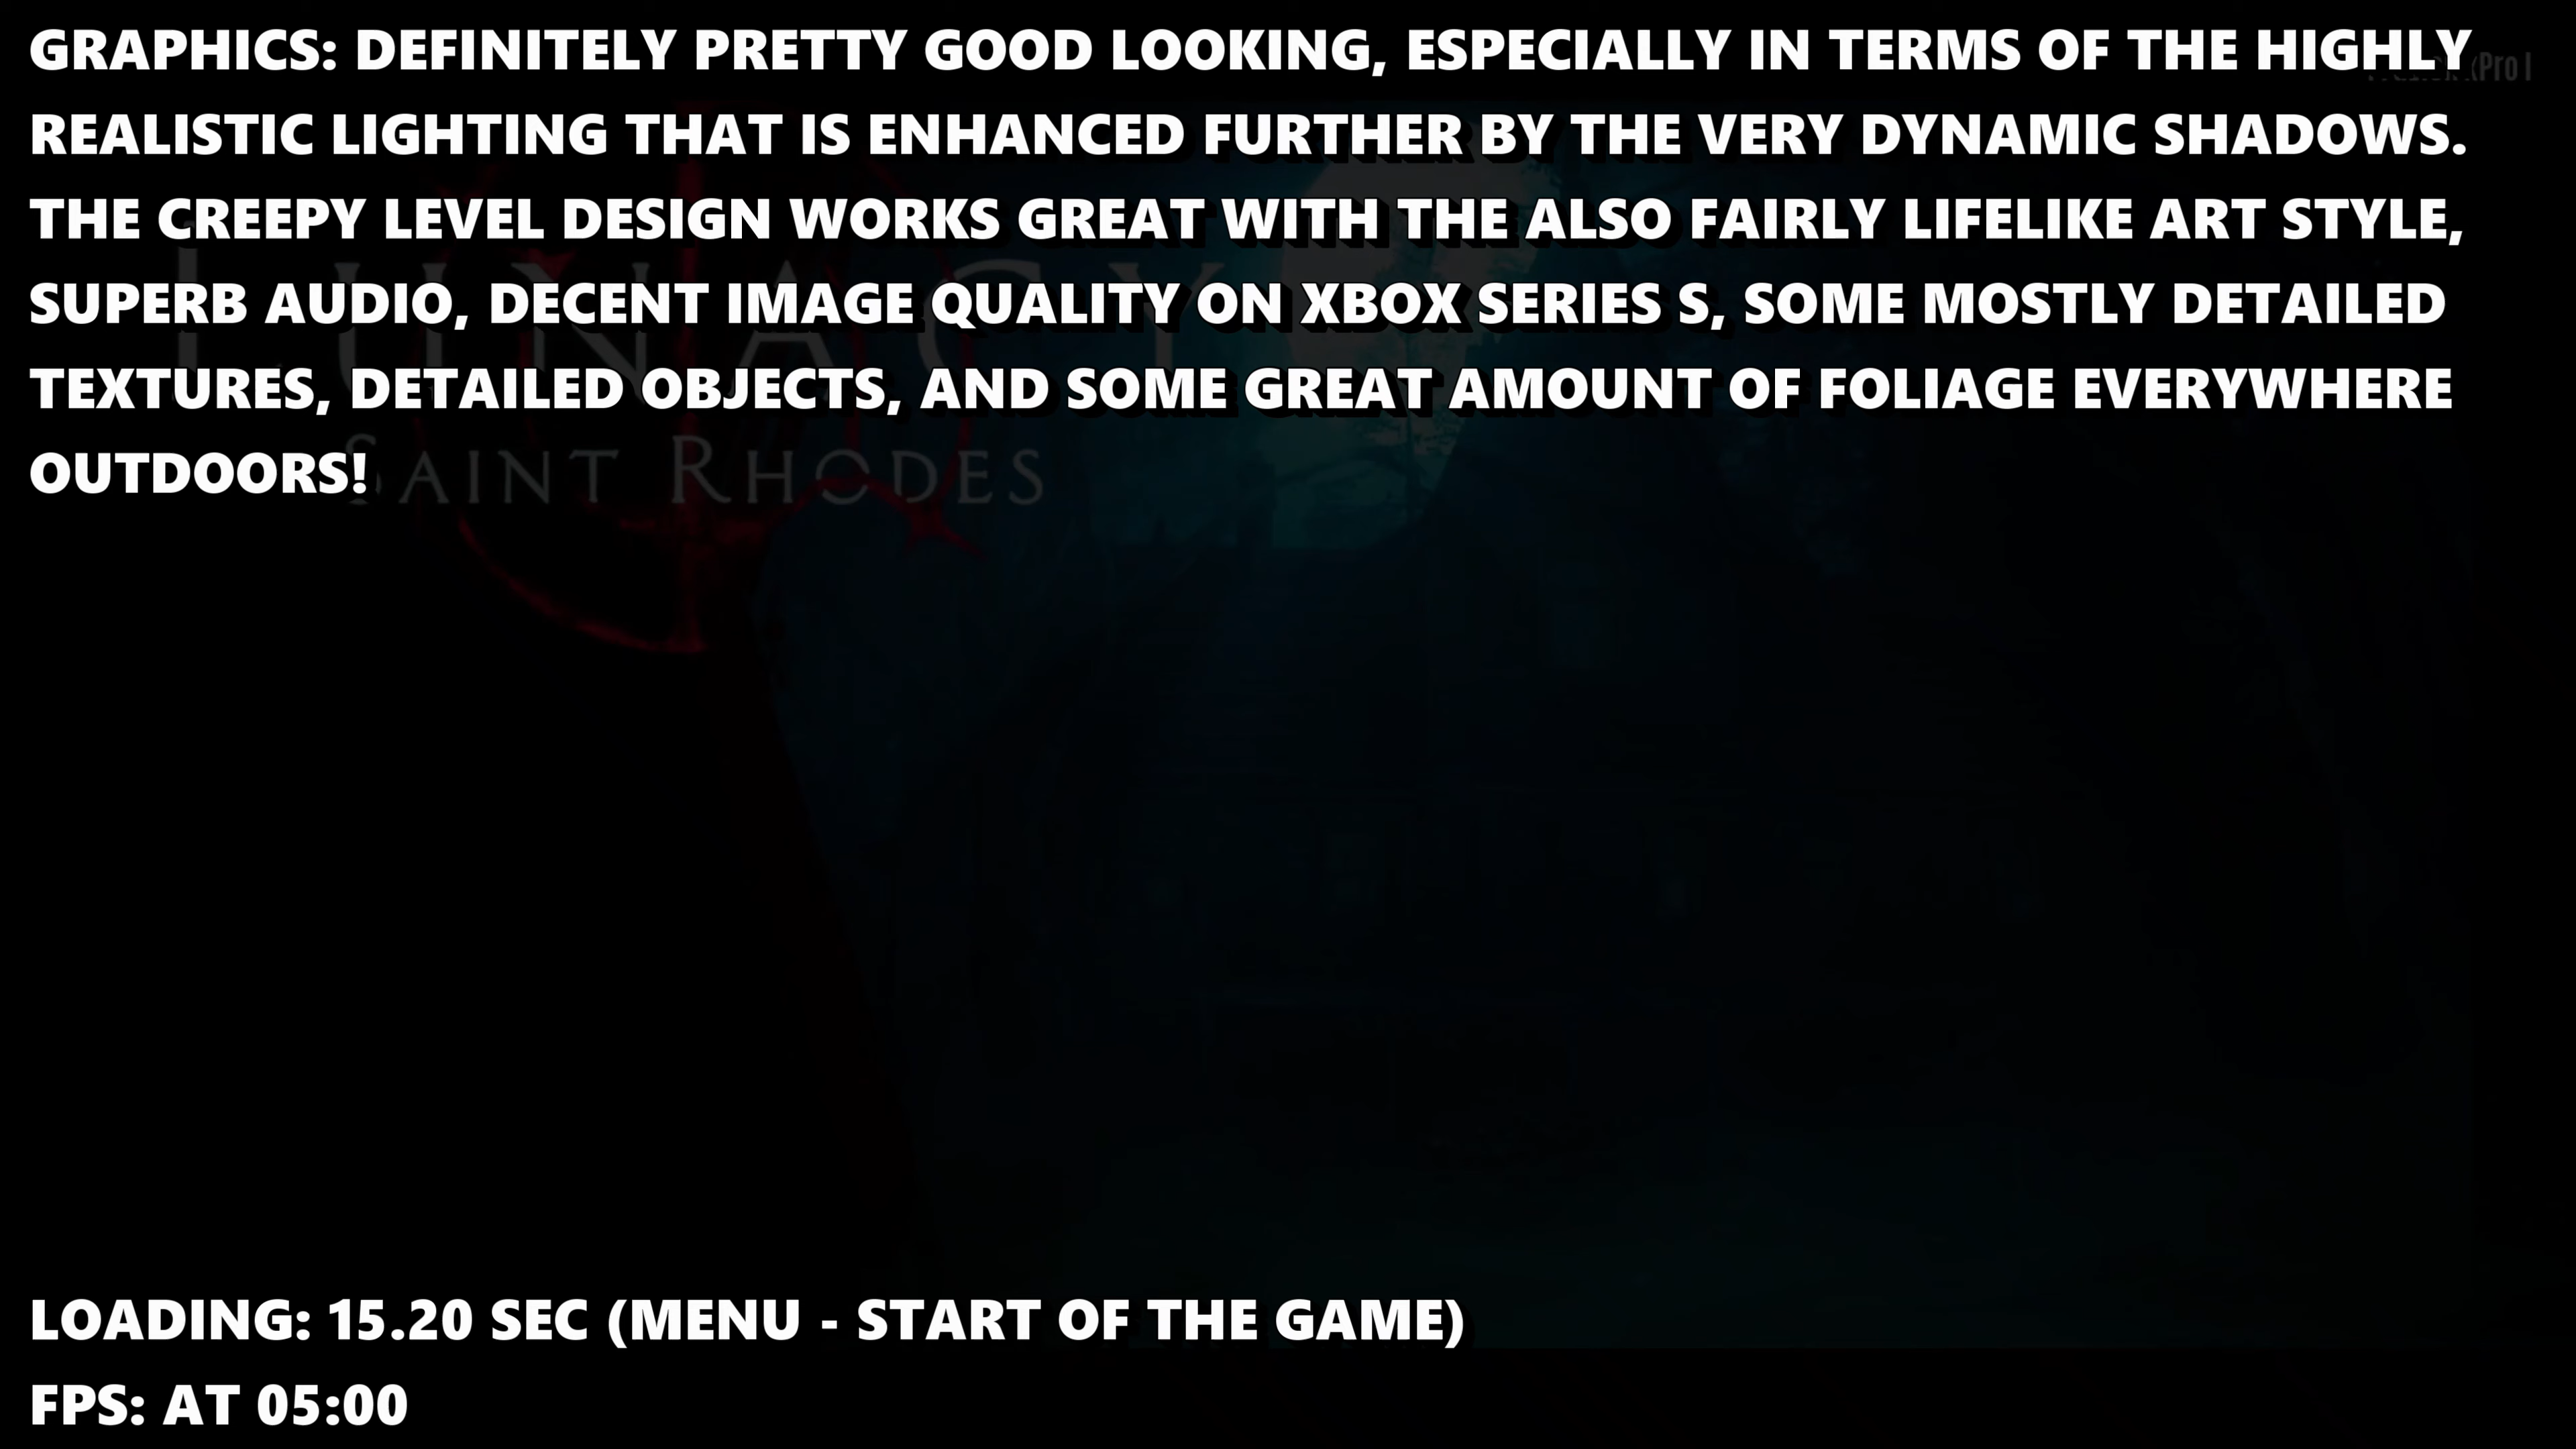 GRAPHICS: DEFINITELY PRETTY GOOD LOOKING, ESPECIALLY IN TERMS OF THE HIGHLY
REALISTIC LIGHTING THAT IS ENHANCED FURTHER BY THE VERY DYNAMIC SHADOWS.
THE CREEPY LEVEL DESIGN WORKS GREAT WITH THE ALSO FAIRLY LIFELIKE ART STYLE,
SUPERB AUDIO, DECENT IMAGE QUALITY ON XBOX SERIES S, SOME MOSTLY DETAILED
TEXTURES, DETAILED OBJECTS, AND SOME GREAT AMOUNT OF FOLIAGE EVERYWHERE
OUTDOORS!
LUNACY
SAINT RHODES
LOADING: 15.20 SEC (MENU - START OF THE GAME)
FPS: AT 05:00